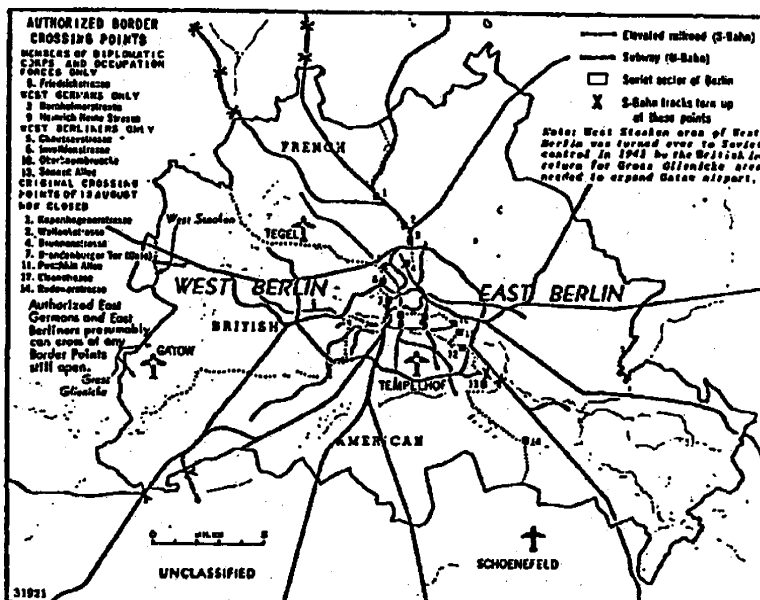 AUTHORIZED BORDER
CROSSING POINTS
MEMBERS OF DIPLOMATIC
CORPS AND OCCUPATION
FORCES ONLY
6. Friedrichstrasse
WEST GERMANS ONLY
3 Bornholmerstrasse
9 Heinrich Heine Strasse
WEST BERLINERS ONLY
5. Chausseestrasse
6. Invalidenstrasse
10. Oberbaumbruecke
13. Sonnen Allee
ORIGINAL CROSSING
POINTS OF 13 AUGUST
NOW CLOSED
1. Kopenhagenerstrasse
2. Wollankstrasse
4. Brunnenstrasse
7. Brandenburger Tor
11. Puschkin Allee
12. Elsenstrasse
14. Rudowerstrasse
Authorized East
Germans and East
Berliners presumably
can cross at any
Border Points
still open.
Elevated railroad (S-Bahn)
Subway (U-Bahn)
Soviet sector of Berlin
X S-Bahn tracks torn up
at these points
Note: West Staaken area of West
Berlin was turned over to Soviet
control in 1945 by the British in
return for Gross Glienicke area
needed to expand Gatow airport.
FRENCH
West Staaken
TEGEL
WEST BERLIN
EAST BERLIN
BRITISH
GATOW
Gross
Glienicke
TEMPELHOF
AMERICAN
12
13
14
0
5
UNCLASSIFIED
SCHOENEFELD
31921